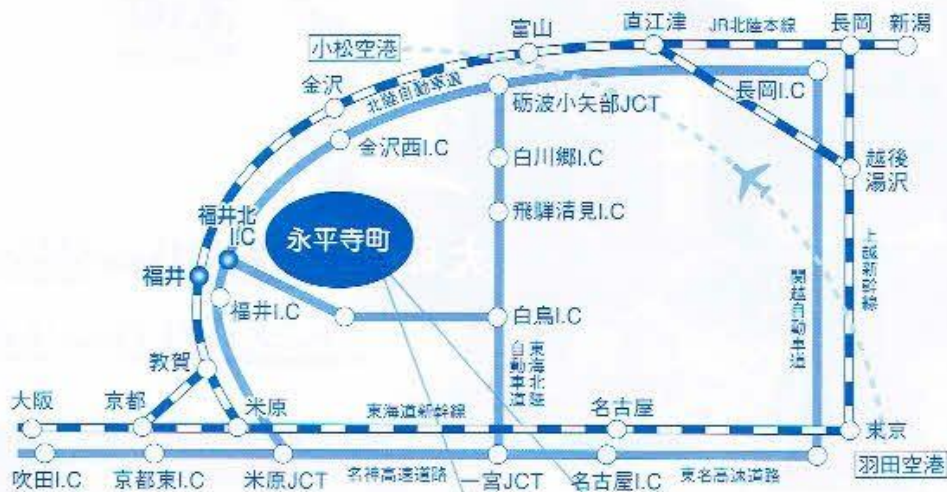 富山
直江津
JR北陸本線
長岡
新潟
小松空港
金沢
北陸自動車道
砺波小矢部JCT
長岡I.C
金沢西I.C
白川郷I.C
越後
湯沢
飛騨清見I.C
福井北
I.C
永平寺町
上越新幹線
福井
福井I.C
白鳥I.C
関越自動車道
東海北陸
自動車道
敦賀
大阪
京都
米原
東海道新幹線
名古屋
東京
吹田I.C
京都東I.C
米原JCT
名神高速道路
一宮JCT
名古屋I.C
東名高速道路
羽田空港